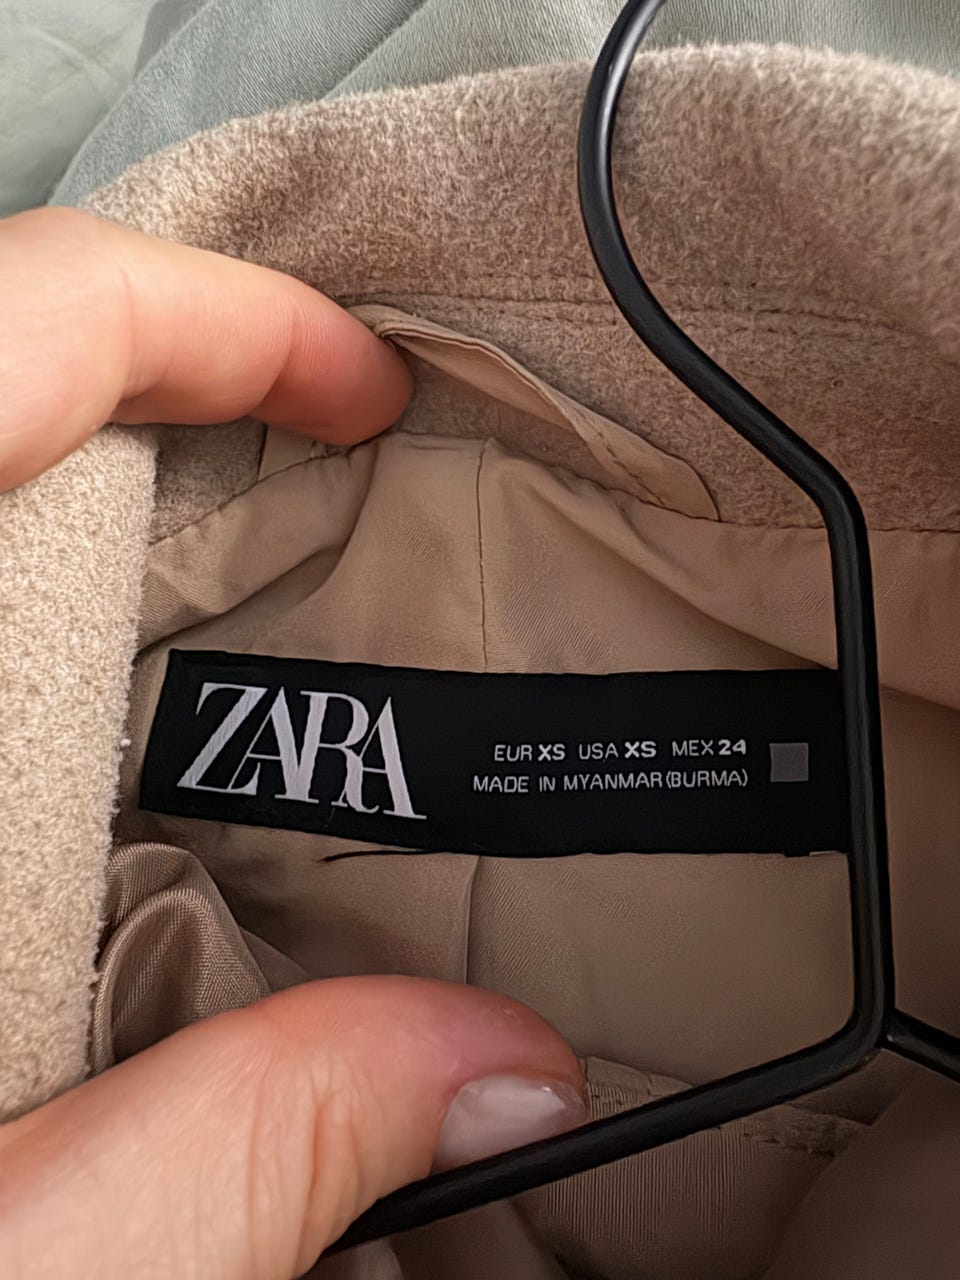 ZARA
EUR XS USA XS MEX 24
MADE IN MYANMAR (BURMA)